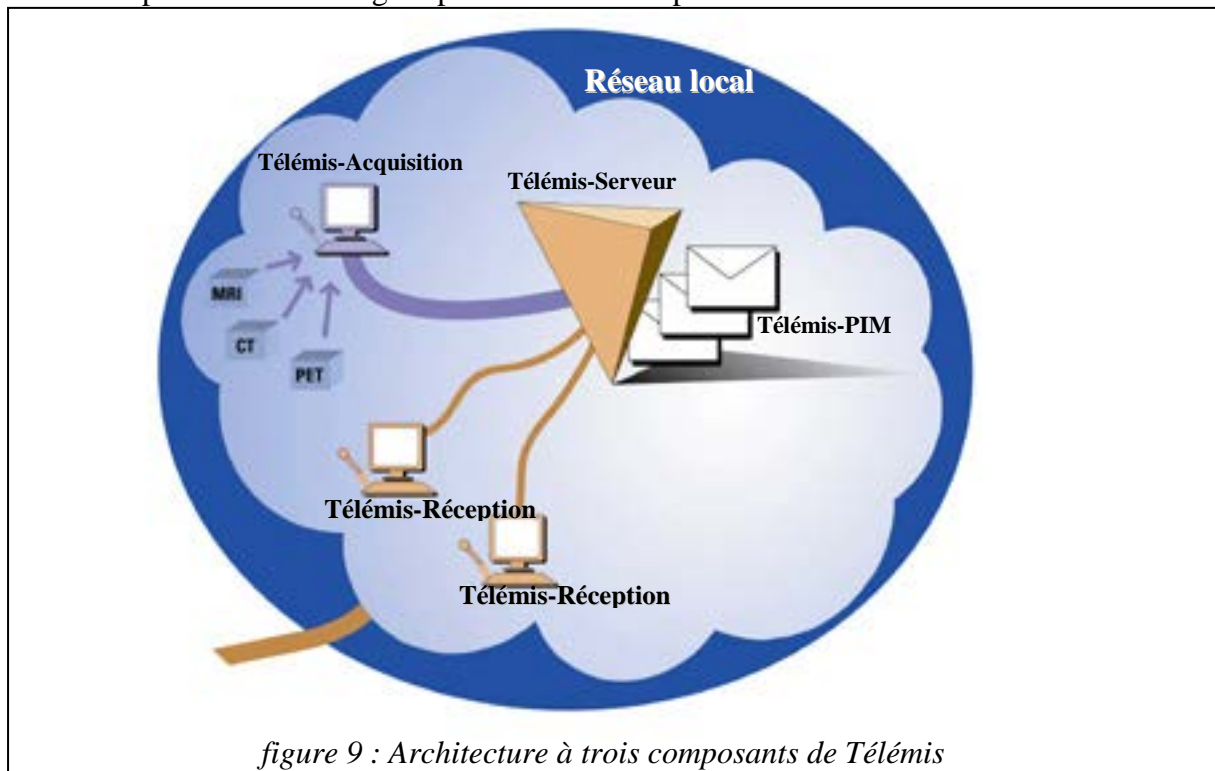 Réseau local
Télémis-Acquisition
Télémis-Serveur
MRI
CT
PET
Télémis-PIM
Télémis-Réception
Télémis-Réception
figure 9 : Architecture à trois composants de Télémis